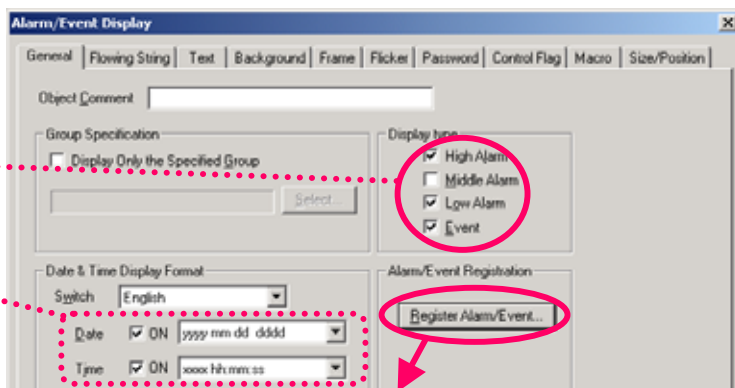 Alarm/Event Display
General Flowing String Text Background Frame Flicker Password Control Flag Macro Size/Position
Object Comment
Group Specification
Display Only the Specified Group
Select...
Display type
High Alarm
Middle Alarm
Low Alarm
Event
Date & Time Display Format
Switch English
Date ON yyyy mm dd dddd
Time ON xxxx hh:mm:ss
Alarm/Event Registration
Register Alarm/Event...